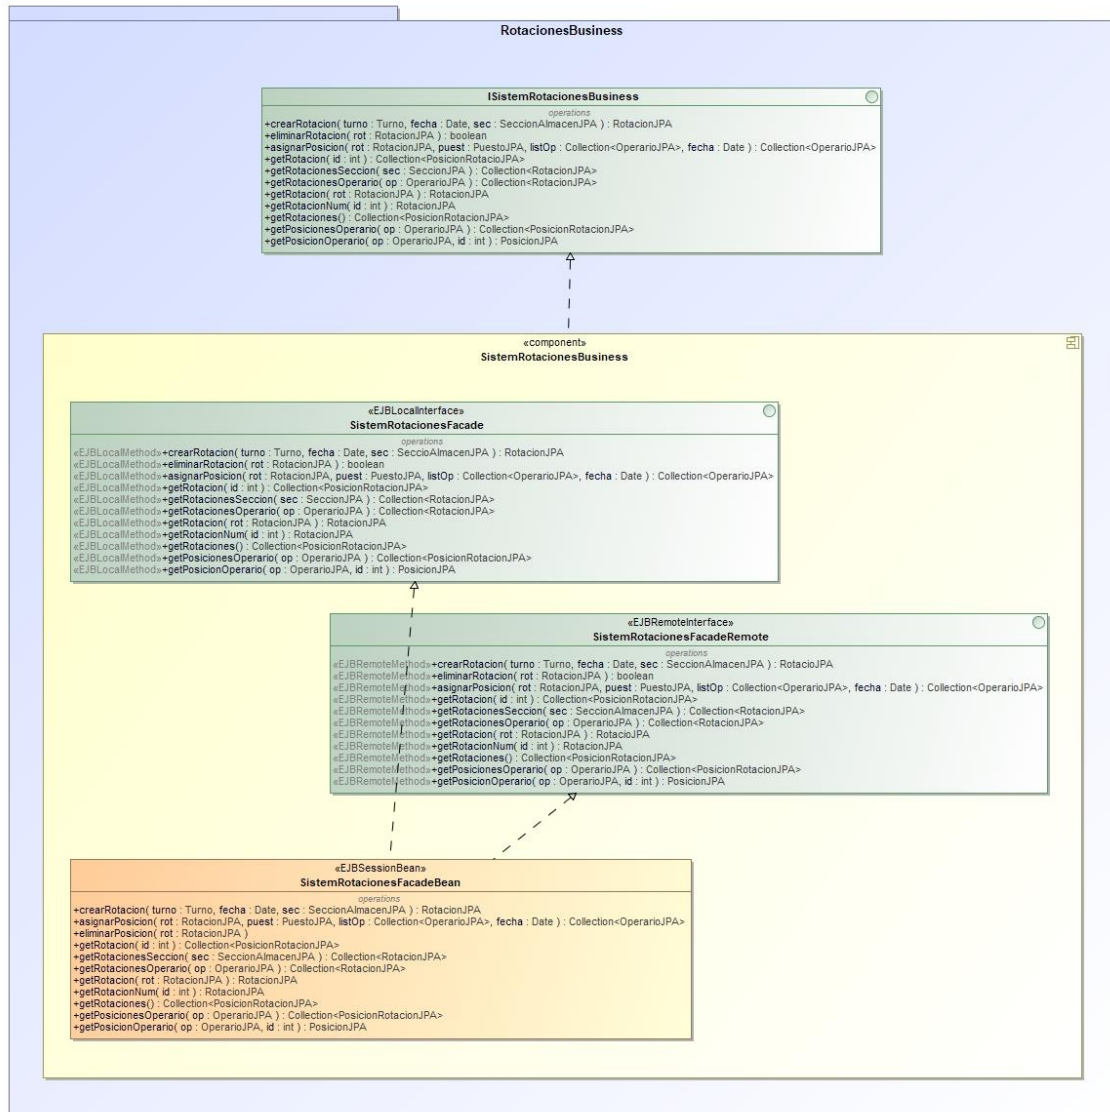 RotacionesBusiness
ISistemRotacionesBusiness
operations
+crearRotacion( turno : Turno, fecha : Date, sec : SeccionAlmacenJPA ) : RotacionJPA
+eliminarRotacion( rot : RotacionJPA ) : boolean
+asignarPosicion( rot : RotacionJPA, puest : PuestoJPA, listOp : Collection<OperarioJPA>, fecha : Date ) : Collection<OperarioJPA>
+getRotacion( id : int ) : Collection<PosicionRotacioJPA>
+getRotacionesSeccion( sec : SeccionJPA ) : Collection<RotacionJPA>
+getRotacionesOperario( op : OperarioJPA ) : Collection<RotacionJPA>
+getRotacion( rot : RotacionJPA ) : RotacionJPA
+getRotacionNum( id : int ) : RotacionJPA
+getRotaciones() : Collection<PosicionRotacionJPA>
+getPosicionesOperario( op : OperarioJPA ) : Collection<PosicionRotacionJPA>
+getPosicionOperario( op : OperarioJPA, id : int ) : PosicionJPA
«component»
SistemRotacionesBusiness
«EJBLocalInterface»
SistemRotacionesFacade
operations
«EJBLocalMethod»+crearRotacion( turno : Turno, fecha : Date, sec : SeccioAlmacenJPA ) : RotacionJPA
«EJBLocalMethod»+eliminarRotacion( rot : RotacionJPA ) : boolean
«EJBLocalMethod»+asignarPosicion( rot : RotacionJPA, puest : PuestoJPA, listOp : Collection<OperarioJPA>, fecha : Date ) : Collection<OperarioJPA>
«EJBLocalMethod»+getRotacion( id : int ) : Collection<PosicionRotacionJPA>
«EJBLocalMethod»+getRotacionesSeccion( sec : SeccionJPA ) : Collection<RotacionJPA>
«EJBLocalMethod»+getRotacionesOperario( op : OperarioJPA ) : Collection<RotacionJPA>
«EJBLocalMethod»+getRotacion( rot : RotacionJPA ) : RotacionJPA
«EJBLocalMethod»+getRotacionNum( id : int ) : RotacionJPA
«EJBLocalMethod»+getRotaciones() : Collection<PosicionRotacionJPA>
«EJBLocalMethod»+getPosicionesOperario( op : OperarioJPA ) : Collection<PosicionRotacionJPA>
«EJBLocalMethod»+getPosicionOperario( op : OperarioJPA, id : int ) : PosicionJPA
«EJBRemoteInterface»
SistemRotacionesFacadeRemote
operations
«EJBRemoteMethod»+crearRotacion( turno : Turno, fecha : Date, sec : SeccionAlmacenJPA ) : RotacioJPA
«EJBRemoteMethod»+eliminarRotacion( rot : RotacionJPA ) : boolean
«EJBRemoteMethod»+asignarPosicion( rot : RotacionJPA, puest : PuestoJPA, listOp : Collection<OperarioJPA>, fecha : Date ) : Collection<OperarioJPA>
«EJBRemoteMethod»+getRotacion( id : int ) : Collection<PosicionRotacionJPA>
«EJBRemoteMethod»+getRotacionesSeccion( sec : SeccionAlmacenJPA ) : Collection<RotacionJPA>
«EJBRemoteMethod»+getRotacionesOperario( op : OperarioJPA ) : Collection<RotacionJPA>
«EJBRemoteMethod»+getRotacion( rot : RotacionJPA ) : RotacioJPA
«EJBRemoteMethod»+getRotacionNum( id : int ) : RotacionJPA
«EJBRemoteMethod»+getRotaciones() : Collection<PosicionRotacionJPA>
«EJBRemoteMethod»+getPosicionesOperario( op : OperarioJPA ) : Collection<PosicionRotacionJPA>
«EJBRemoteMethod»+getPosicionOperario( op : OperarioJPA, id : int ) : PosicionJPA
«EJBSessionBean»
SistemRotacionesFacadeBean
operations
+crearRotacion( turno : Turno, fecha : Date, sec : SeccionAlmacenJPA ) : RotacionJPA
+asignarPosicion( rot : RotacionJPA, puest : PuestoJPA, listOp : Collection<OperarioJPA>, fecha : Date ) : Collection<OperarioJPA>
+eliminarPosicion( rot : RotacionJPA )
+getRotacion( id : int ) : Collection<PosicionRotacionJPA>
+getRotacionesSeccion( sec : SeccionAlmacenJPA ) : Collection<RotacionJPA>
+getRotacionesOperario( op : OperarioJPA ) : Collection<RotacionJPA>
+getRotacion( rot : RotacionJPA ) : RotacionJPA
+getRotacionNum( id : int ) : RotacionJPA
+getRotaciones() : Collection<PosicionRotacionJPA>
+getPosicionesOperario( op : OperarioJPA ) : Collection<PosicionRotacionJPA>
+getPosicionOperario( op : OperarioJPA, id : int ) : PosicionJPA